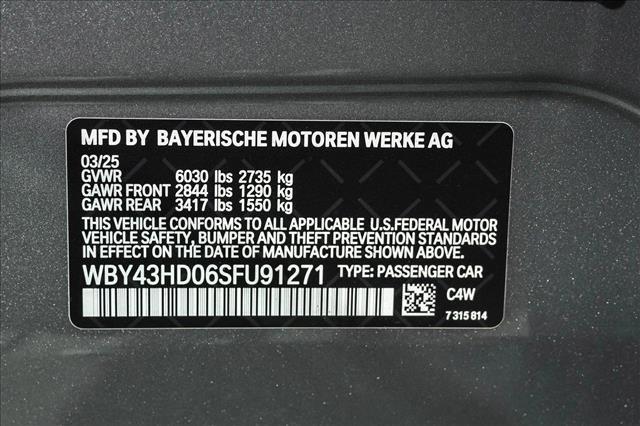 MFD BY BAYERISCHE MOTOREN WERKE AG
03/25
GVWR 6030 lbs 2735 kg
GAWR FRONT 2844 lbs 1290 kg
GAWR REAR 3417 lbs 1550 kg
THIS VEHICLE CONFORMS TO ALL APPLICABLE U.S.FEDERAL MOTOR
VEHICLE SAFETY, BUMPER, AND THEFT PREVENTION STANDARDS
IN EFFECT ON THE DATE OF MANUFACTURE SHOWN ABOVE.
WBY43HD06SFU91271 TYPE: PASSENGER CAR
C4W
7 315 814